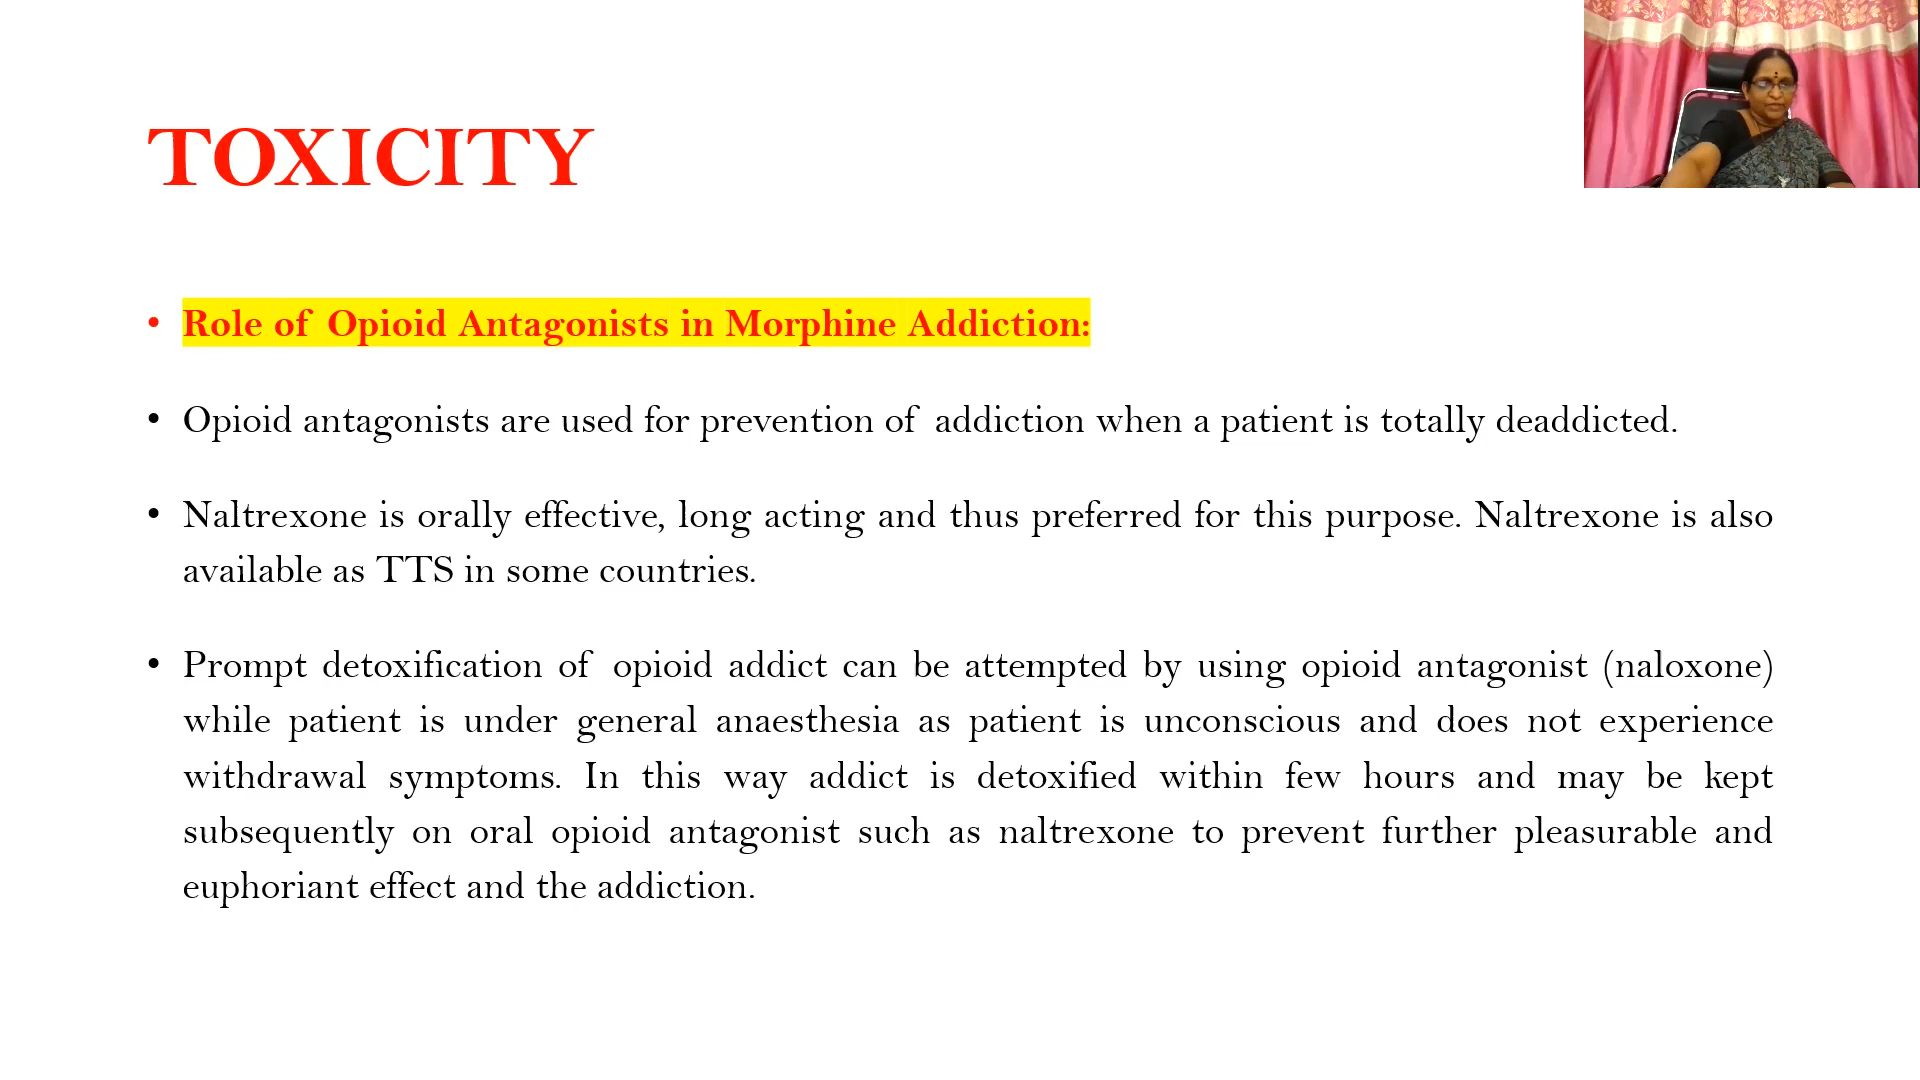 TOXICITY
• Role of Opioid Antagonists in Morphine Addiction:
• Opioid antagonists are used for prevention of addiction when a patient is totally deaddicted.
• Naltrexone is orally effective, long acting and thus preferred for this purpose. Naltrexone is also
available as TTS in some countries.
• Prompt detoxification of opioid addict can be attempted by using opioid antagonist (naloxone)
while patient is under general anaesthesia as patient is unconscious and does not experience
withdrawal symptoms. In this way addict is detoxified within few hours and may be kept
subsequently on oral opioid antagonist such as naltrexone to prevent further pleasurable and
euphoriant effect and the addiction.